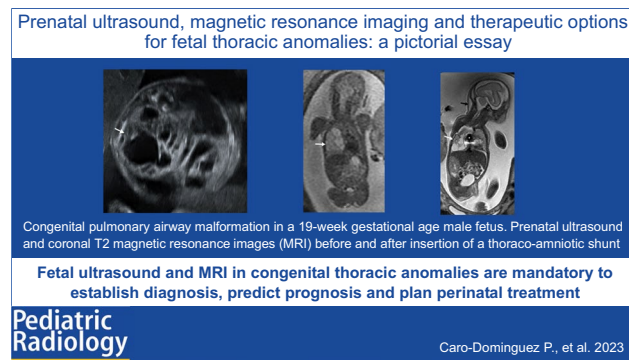 Prenatal ultrasound, magnetic resonance imaging and therapeutic options
for fetal thoracic anomalies: a pictorial essay
Congenital pulmonary airway malformation in a 19-week gestational age male fetus. Prenatal ultrasound
and coronal T2 magnetic resonance images (MRI) before and after insertion of a thoraco-amniotic shunt
Fetal ultrasound and MRI in congenital thoracic anomalies are mandatory to
establish diagnosis, predict prognosis and plan perinatal treatment
Pediatric
Radiology
Caro-Dominguez P., et al. 2023